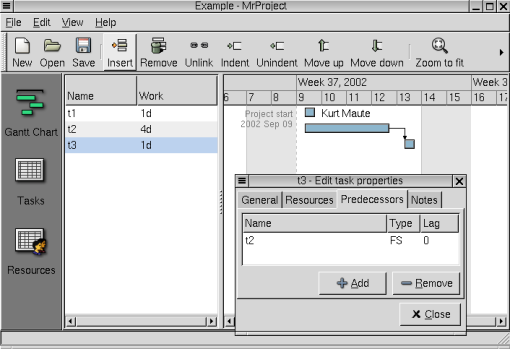 Example - MrProject
File Edit View Help
New Open Save Insert Remove Unlink Indent Unindent Move up Move down Zoom to fit
Gantt Chart
Tasks
Resources
Name Work
t1 1d
t2 4d
t3 1d
Week 37, 2002 Week 3
6 7 8 9 10 11 12 13 14 15 16 17
Project start
2002 Sep 09
Kurt Maute
t3 - Edit task properties
General Resources Predecessors Notes
Name Type Lag
t2 FS 0
Add Remove
Close